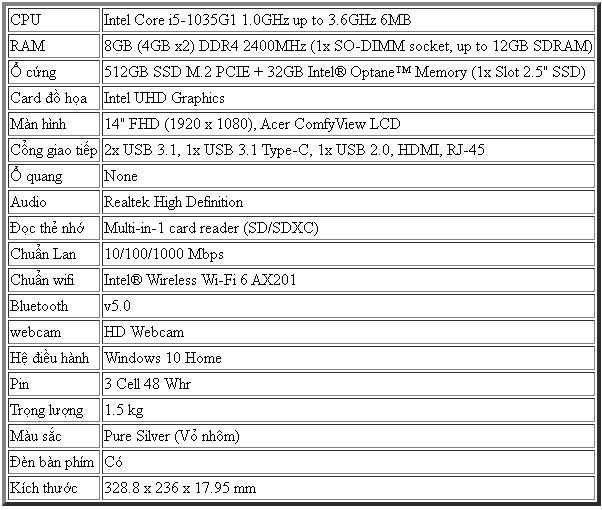 CPU Intel Core i5-1035G1 1.0GHz up to 3.6GHz 6MB
RAM 8GB (4GB x2) DDR4 2400MHz (1x SO-DIMM socket, up to 12GB SDRAM)
Ổ cứng 512GB SSD M.2 PCIE + 32GB Intel® Optane™ Memory (1x Slot 2.5" SSD)
Card đồ họa Intel UHD Graphics
Màn hình 14" FHD (1920 x 1080), Acer ComfyView LCD
Cổng giao tiếp 2x USB 3.1, 1x USB 3.1 Type-C, 1x USB 2.0, HDMI, RJ-45
Ổ quang None
Audio Realtek High Definition
Đọc thẻ nhớ Multi-in-1 card reader (SD/SDXC)
Chuẩn Lan 10/100/1000 Mbps
Chuẩn wifi Intel® Wireless Wi-Fi 6 AX201
Bluetooth v5.0
webcam HD Webcam
Hệ điều hành Windows 10 Home
Pin 3 Cell 48 Whr
Trọng lượng 1.5 kg
Màu sắc Pure Silver (Vỏ nhôm)
Đèn bàn phím Có
Kích thước 328.8 x 236 x 17.95 mm